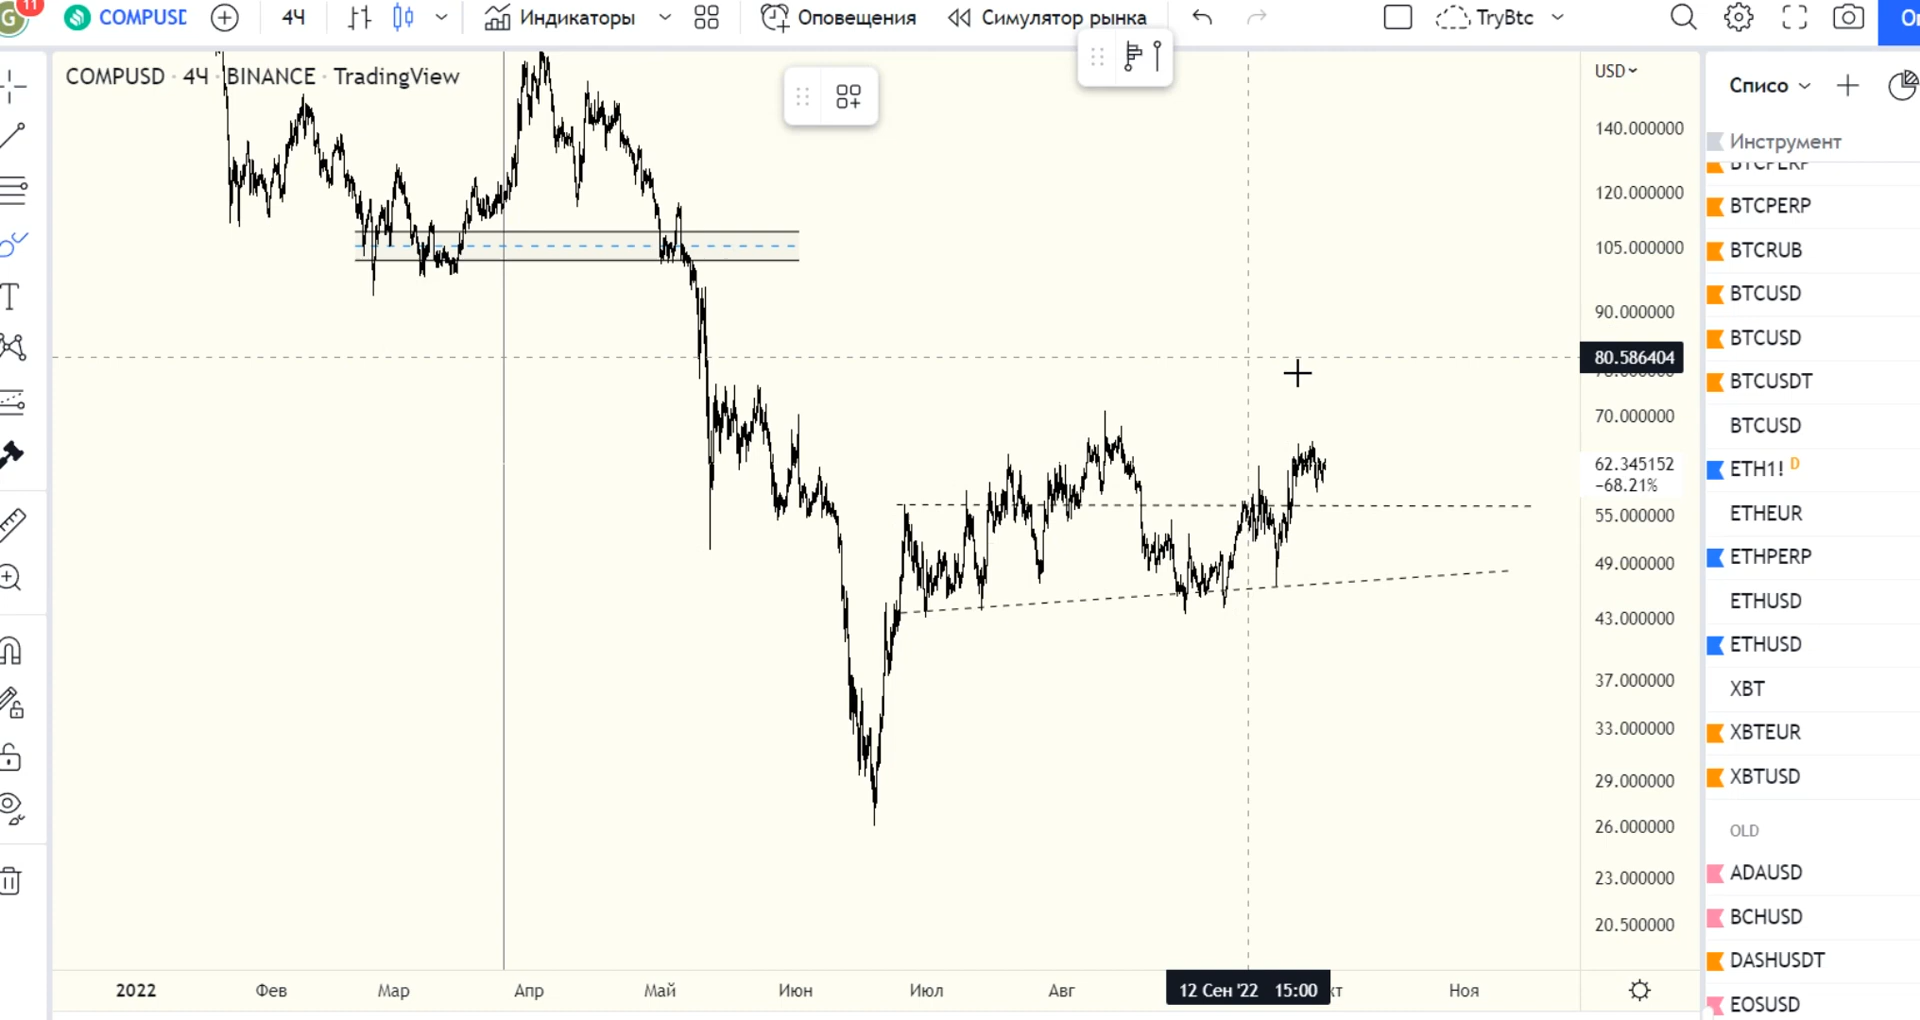 11
COMPUSD
4Ч
Индикаторы
Оповещения
Симулятор рынка
TryBtc
COMPUSD · 4Ч · BINANCE · TradingView
USD
140.000000
120.000000
105.000000
90.000000
80.586404
70.000000
62.345152
−68.21%
55.000000
49.000000
43.000000
37.000000
33.000000
29.000000
26.000000
23.000000
20.500000
2022
Фев
Мар
Апр
Май
Июн
Июл
Авг
12 Сен '22 15:00
Ноя
Списо
Инструмент
BTCPERP
BTCPERP
BTCRUB
BTCUSD
BTCUSD
BTCUSDT
BTCUSD
ETH1! D
ETHEUR
ETHPERP
ETHUSD
ETHUSD
XBT
XBTEUR
XBTUSD
OLD
ADAUSD
BCHUSD
DASHUSDT
EOSUSD